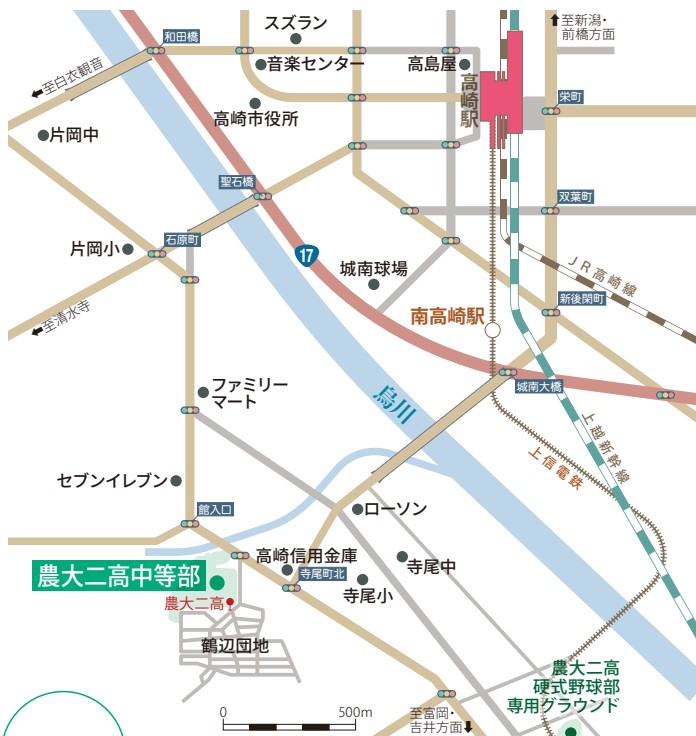 至新潟・
前橋方面
スズラン
和田橋
音楽センター
高島屋
高崎駅
至白衣観音
栄町
高崎市役所
片岡中
聖石橋
双葉町
石原町
片岡小
17
城南球場
JR高崎線
至清水寺
南高崎駅
新後閑町
ファミリー
マート
烏川
城南大橋
上越新幹線
上信電鉄
セブンイレブン
館入口
ローソン
農大二高中等部
高崎信用金庫
寺尾町北
寺尾中
寺尾小
農大二高
鶴辺団地
農大二高
硬式野球部
専用グラウンド
0
500m
至富岡・
吉井方面